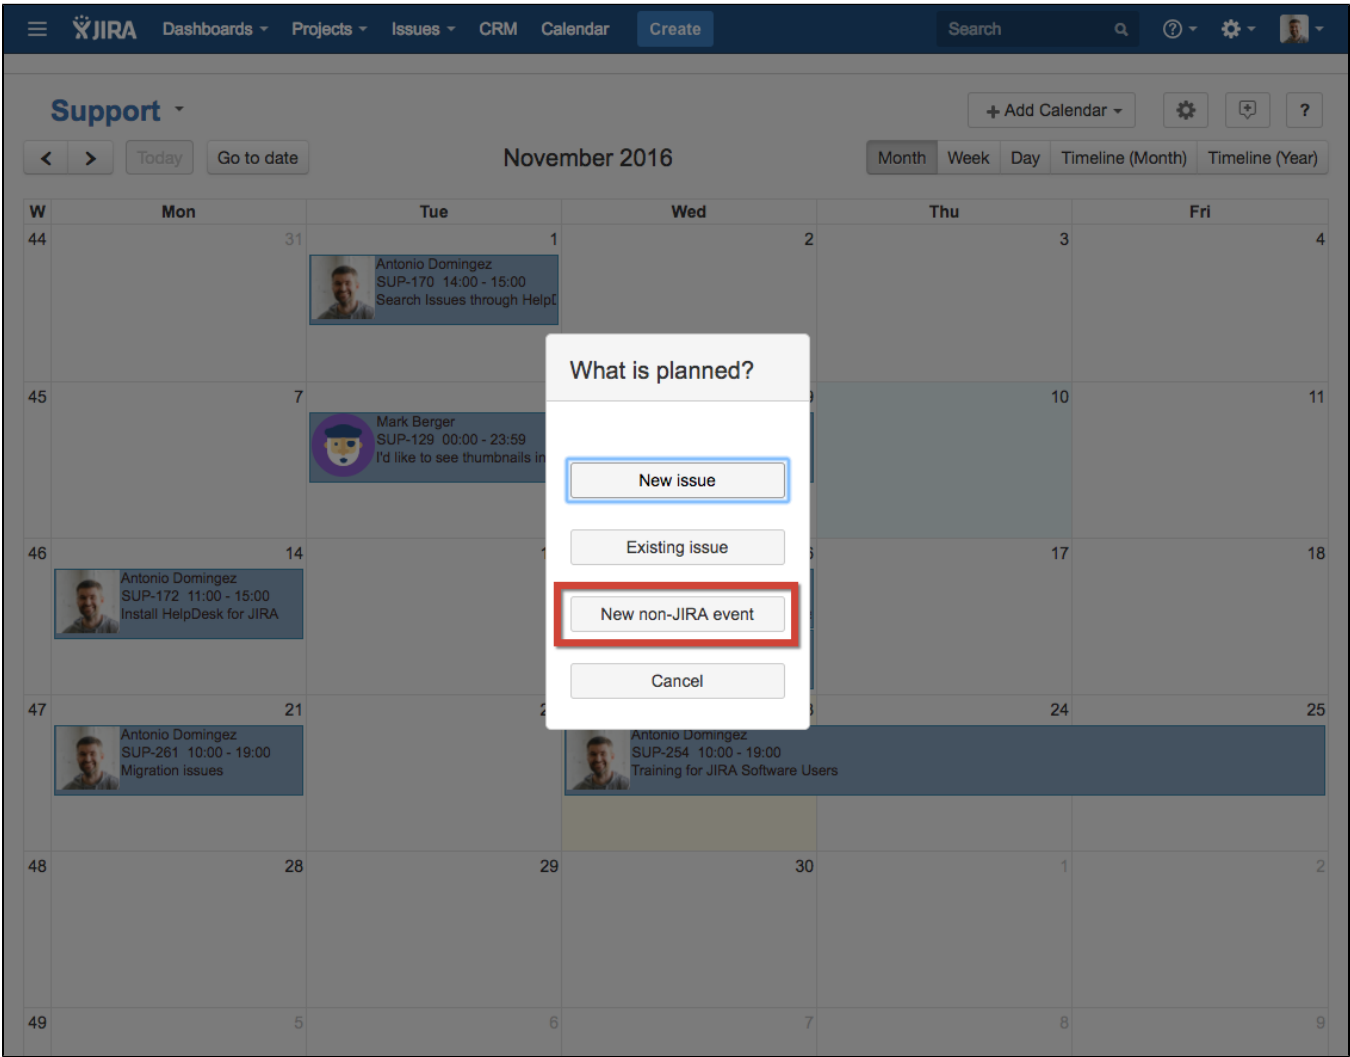 JIRA Dashboards Projects Issues CRM Calendar Create Search
Support
Add Calendar ?
Today Go to date November 2016 Month Week Day Timeline (Month) Timeline (Year)
W Mon Tue Wed Thu Fri
44 31 1 2 3 4
Antonio Domingez
SUP-170 14:00 - 15:00
Search Issues through Help
What is planned?
45 7 10 11
Mark Berger
SUP-129 00:00 - 23:59
I'd like to see thumbnails in
New issue
Existing issue
46 14 17 18
Antonio Domingez
SUP-172 11:00 - 15:00
Install HelpDesk for JIRA
New non-JIRA event
Cancel
47 21 24 25
Antonio Domingez
SUP-261 10:00 - 19:00
Migration issues
Antonio Domingez
SUP-254 10:00 - 19:00
Training for JIRA Software Users
48 28 29 30 1 2
49 5 6 7 8 9